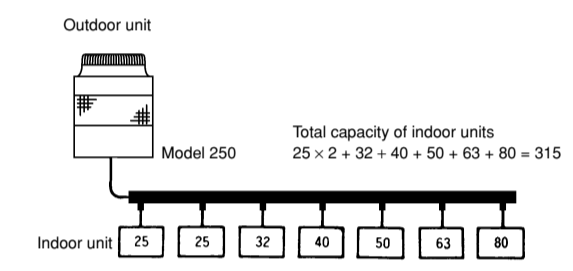 Outdoor unit
Total capacity of indoor units
Model 250
25 × 2 + 32 + 40 + 50 + 63 + 80 = 315
Indoor unit 25 25 32 40 50 63 80